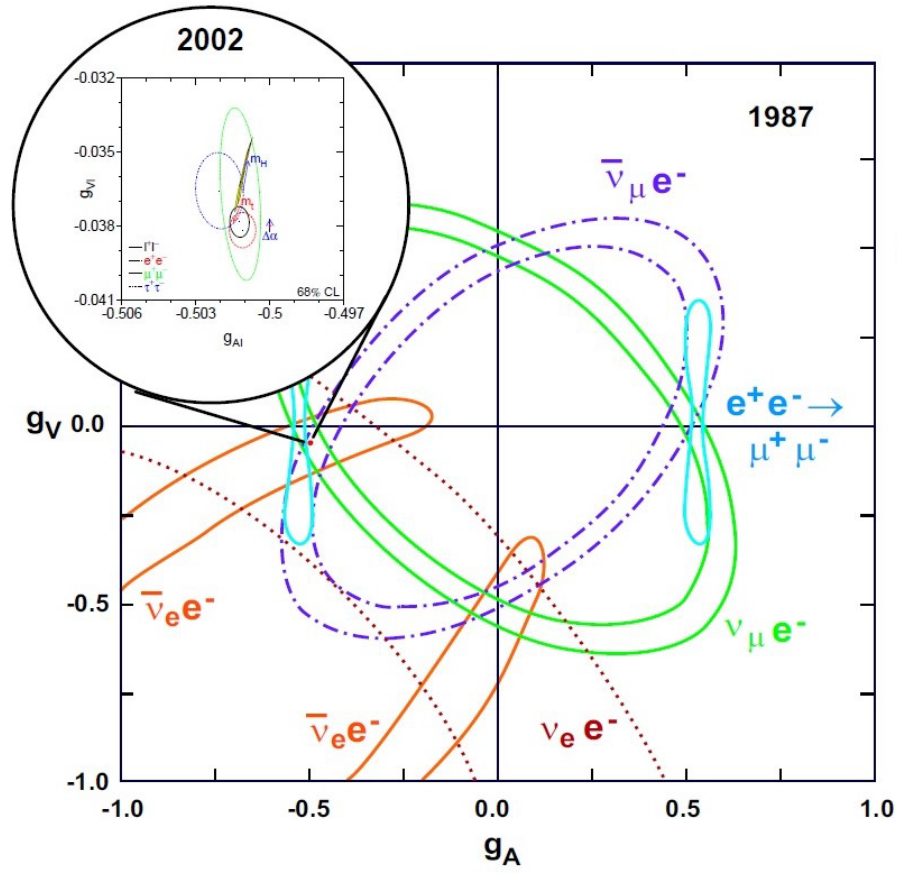 2002
-0.032
-0.035
-0.038
-0.041
g_Vl
m_H
m_t
Δα
l⁺l⁻
e⁺e⁻
μ⁺μ⁻
τ⁺τ⁻
68% CL
-0.506 -0.503 -0.5 -0.497
g_Al
1987
ν̅_μ e⁻
e⁺e⁻→
μ⁺ μ⁻
g_V 0.0
-0.5
-1.0
ν̅_e e⁻
ν_μ e⁻
ν̅_e e⁻
ν_e e⁻
-1.0 -0.5 0.0 0.5 1.0
g_A